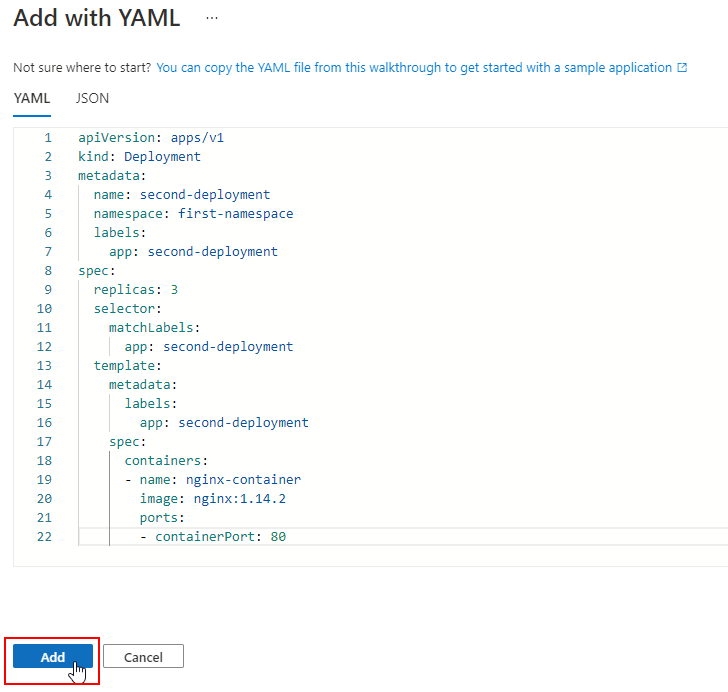 Add with YAML ...
Not sure where to start? You can copy the YAML file from this walkthrough to get started with a sample application
YAML JSON
1 apiVersion: apps/v1
2 kind: Deployment
3 metadata:
4   name: second-deployment
5   namespace: first-namespace
6   labels:
7     app: second-deployment
8 spec:
9   replicas: 3
10   selector:
11     matchLabels:
12       app: second-deployment
13   template:
14     metadata:
15       labels:
16         app: second-deployment
17     spec:
18       containers:
19       - name: nginx-container
20         image: nginx:1.14.2
21         ports:
22         - containerPort: 80
Add Cancel